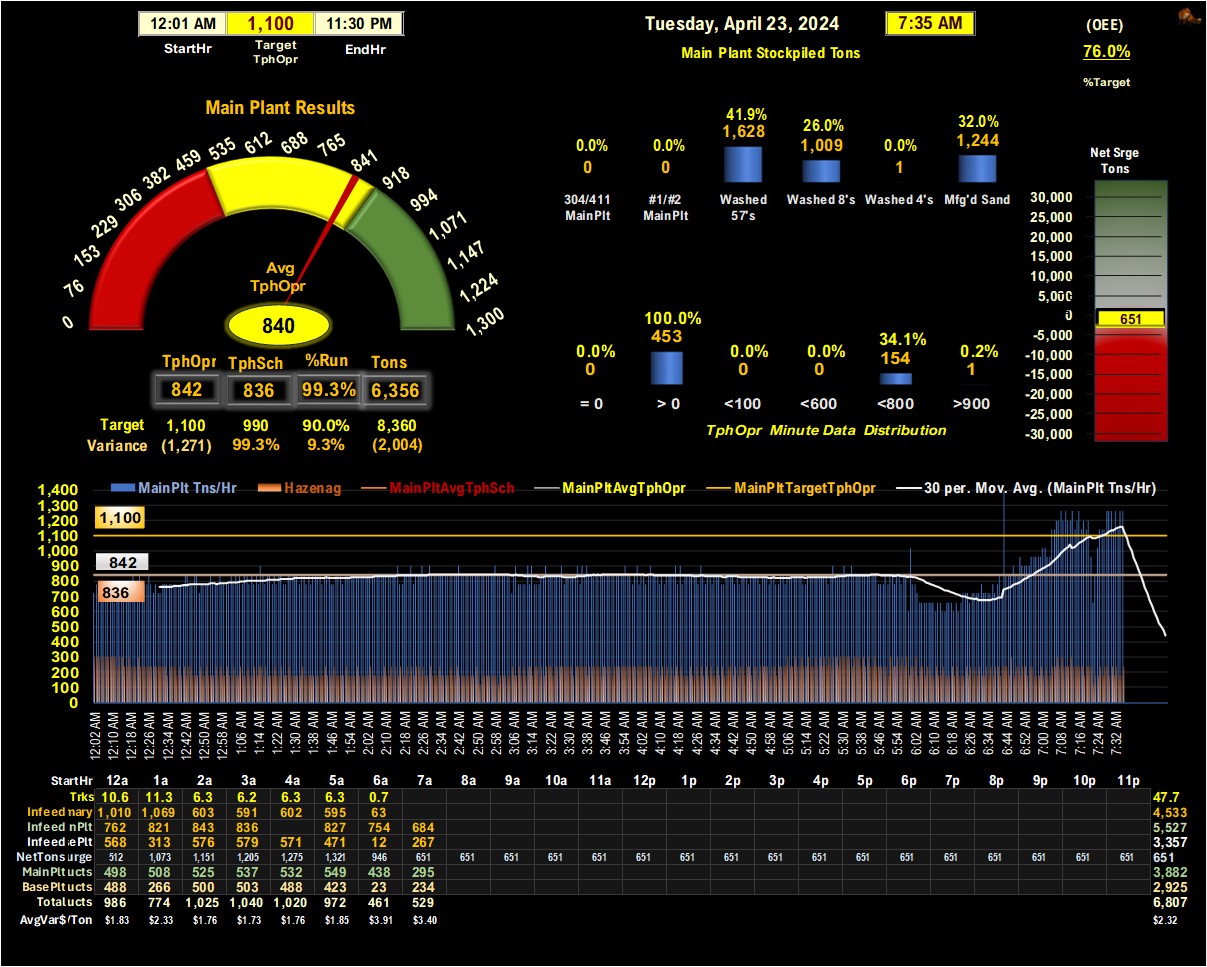 12:01 AM 1,100 11:30 PM
StartHr Target TphOpr EndHr
Tuesday, April 23, 2024 7:35 AM
Main Plant Stockpiled Tons
(OEE)
76.0%
%Target
Main Plant Results
0 76 153 229 306 382 459 535 612 688 765 841 918 994 1,071 1,147 1,224 1,300
Avg
TphOpr
840
TphOpr TphSch %Run Tons
842 836 99.3% 6,356
Target 1,100 990 90.0% 8,360
Variance (1,271) 99.3% 9.3% (2,004)
0.0% 0.0% 41.9% 26.0% 0.0% 32.0%
0 0 1,628 1,009 1 1,244
304/411 MainPlt #1/#2 MainPlt Washed 57's Washed 8's Washed 4's Mfg'd Sand
0.0% 100.0% 0.0% 0.0% 34.1% 0.2%
0 453 0 0 154 1
= 0 > 0 <100 <600 <800 >900
TphOpr Minute Data Distribution
Net Srge
Tons
30,000
25,000
20,000
15,000
10,000
5,000
0
651
-5,000
-10,000
-15,000
-20,000
-25,000
-30,000
MainPlt Tns/Hr Hazenag MainPltAvgTphSch MainPltAvgTphOpr MainPltTargetTphOpr 30 per. Mov. Avg. (MainPlt Tns/Hr)
1,400
1,300
1,200
1,100
1,000
900
800
700
600
500
400
300
200
100
0
1,100
842
836
12:02 AM 12:10 AM 12:18 AM 12:26 AM 12:34 AM 12:42 AM 12:50 AM 12:58 AM 1:06 AM 1:14 AM 1:22 AM 1:30 AM 1:38 AM 1:46 AM 1:54 AM 2:02 AM 2:10 AM 2:18 AM 2:26 AM 2:34 AM 2:42 AM 2:50 AM 2:58 AM 3:06 AM 3:14 AM 3:22 AM 3:30 AM 3:38 AM 3:46 AM 3:54 AM 4:02 AM 4:10 AM 4:18 AM 4:26 AM 4:34 AM 4:42 AM 4:50 AM 4:58 AM 5:06 AM 5:14 AM 5:22 AM 5:30 AM 5:38 AM 5:46 AM 5:54 AM 6:02 AM 6:10 AM 6:18 AM 6:26 AM 6:34 AM 6:44 AM 6:52 AM 7:00 AM 7:08 AM 7:16 AM 7:24 AM 7:32 AM
StartHr 12a 1a 2a 3a 4a 5a 6a 7a 8a 9a 10a 11a 12p 1p 2p 3p 4p 5p 6p 7p 8p 9p 10p 11p
Trks 10.6 11.3 6.3 6.2 6.3 6.3 0.7 47.7
Infeed mary 1,010 1,069 603 591 602 595 63 4,533
Infeed nPlt 762 821 843 836 827 754 684 5,527
Infeed ePlt 568 313 576 579 571 471 12 267 3,357
NetTons urge 512 1,073 1,151 1,205 1,275 1,321 946 651 651 651 651 651 651 651 651 651 651 651 651 651 651 651 651 651 651
MainPlt ucts 498 508 525 537 532 549 438 295 3,882
BasePlt ucts 488 266 500 503 488 423 23 234 2,925
Total ucts 986 774 1,025 1,040 1,020 972 461 529 6,807
AvgVar$/Ton $1.83 $2.33 $1.76 $1.73 $1.76 $1.85 $3.91 $3.40 $2.32